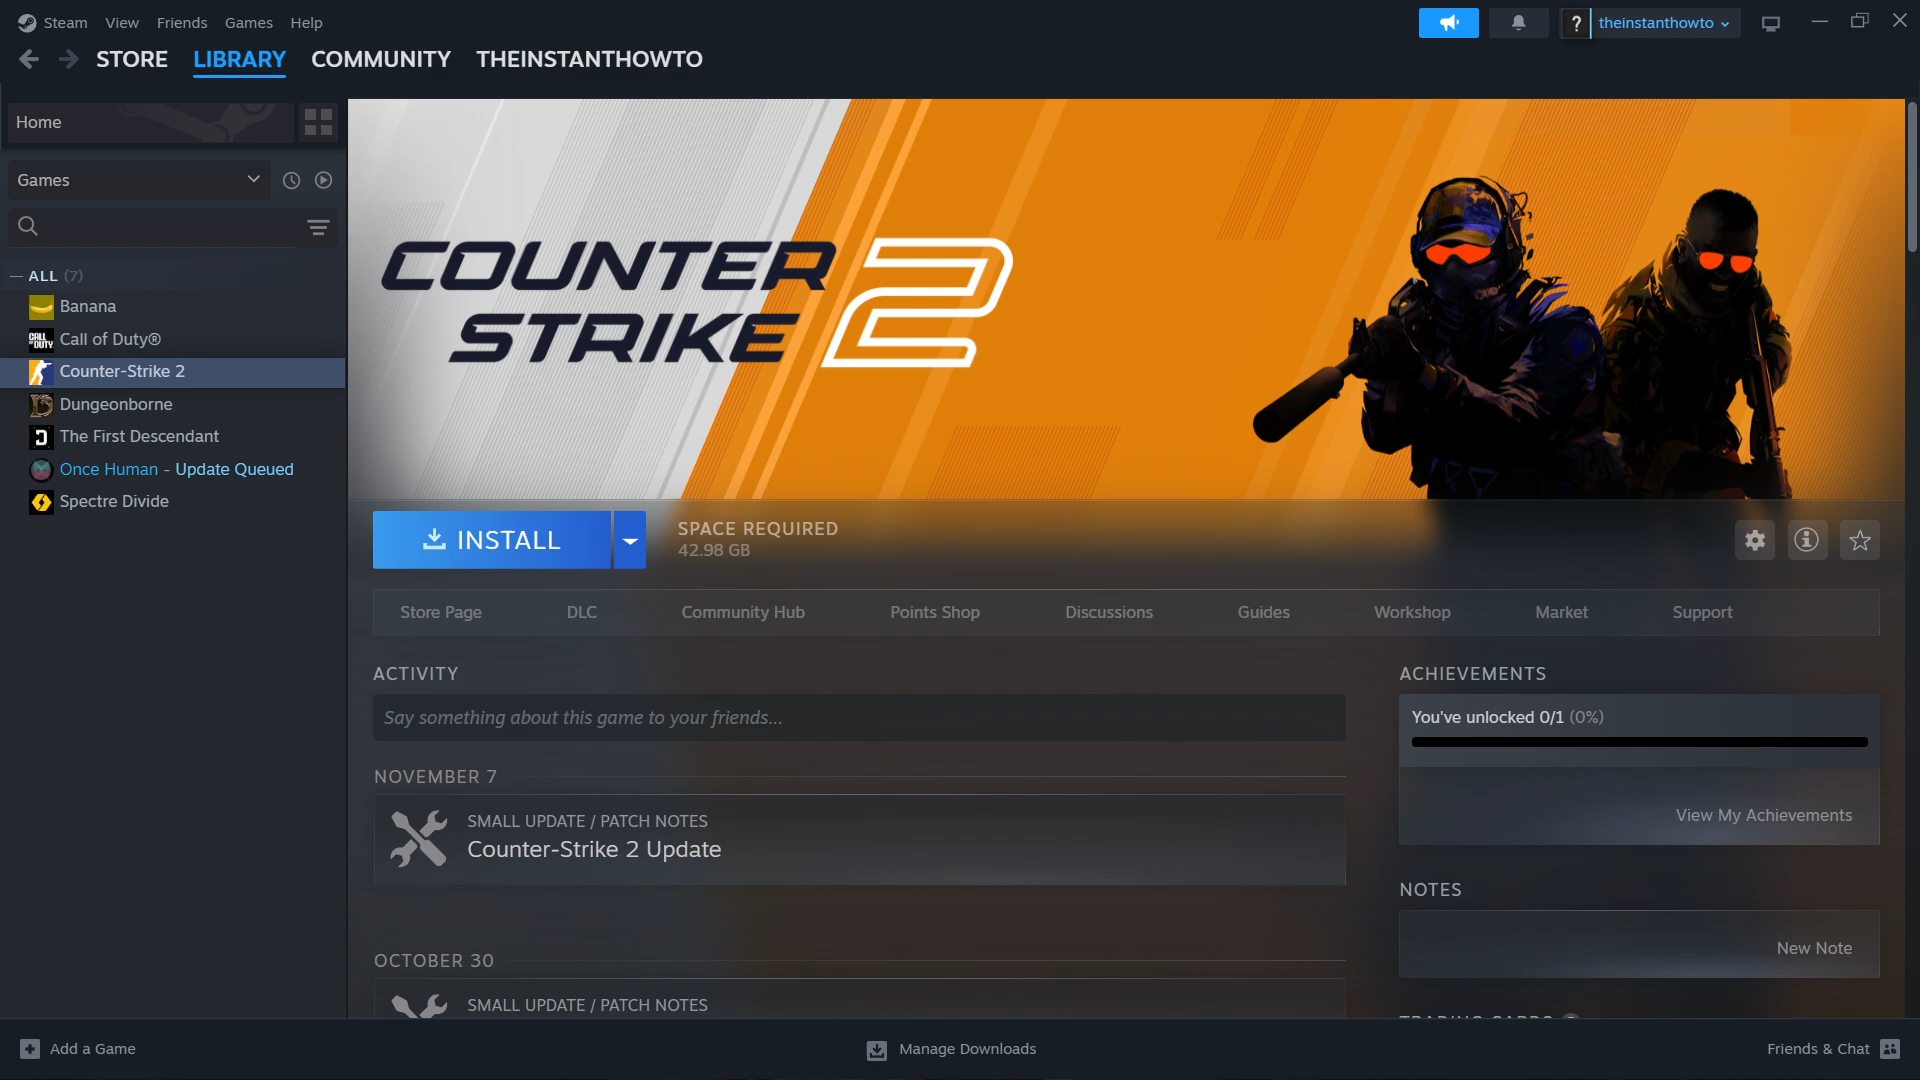 Steam View Friends Games Help
? theinstanthowto
STORE LIBRARY COMMUNITY THEINSTANTHOWTO
Home
Games
ALL (7)
Banana
CALL OF DUTY
Call of Duty®
Counter-Strike 2
Dungeonborne
The First Descendant
Once Human - Update Queued
Spectre Divide
COUNTER
STRIKE 2
INSTALL
SPACE REQUIRED
42.98 GB
Store Page DLC Community Hub Points Shop Discussions Guides Workshop Market Support
ACTIVITY
Say something about this game to your friends...
NOVEMBER 7
SMALL UPDATE / PATCH NOTES
Counter-Strike 2 Update
OCTOBER 30
SMALL UPDATE / PATCH NOTES
ACHIEVEMENTS
You've unlocked 0/1 (0%)
View My Achievements
NOTES
New Note
TRADING CARDS
Add a Game
Manage Downloads
Friends & Chat